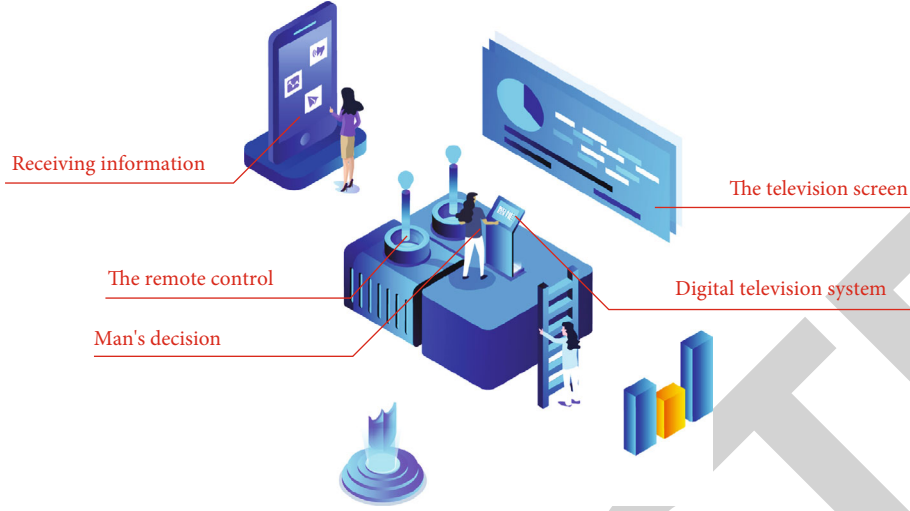 Receiving information
The television screen
The remote control
Digital television system
Man's decision